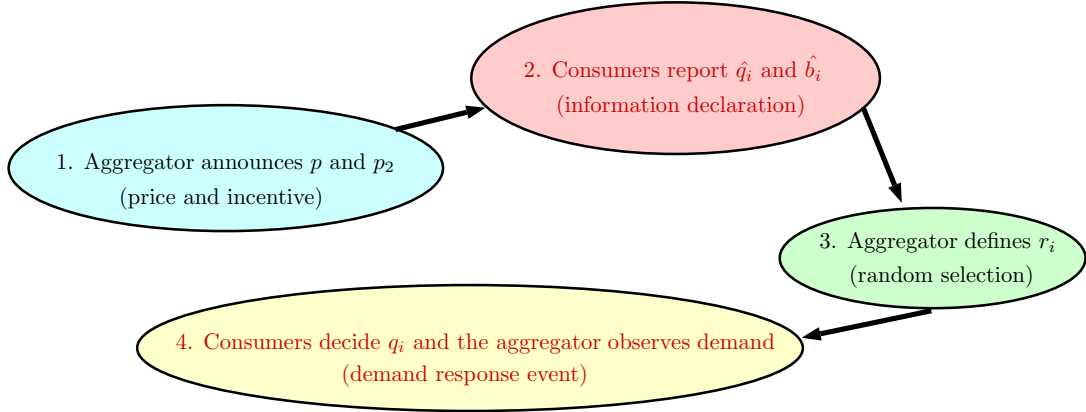 1. Aggregator announces p and p₂
(price and incentive)
2. Consumers report q̂ᵢ and b̂ᵢ
(information declaration)
3. Aggregator defines rᵢ
(random selection)
4. Consumers decide qᵢ and the aggregator observes demand
(demand response event)